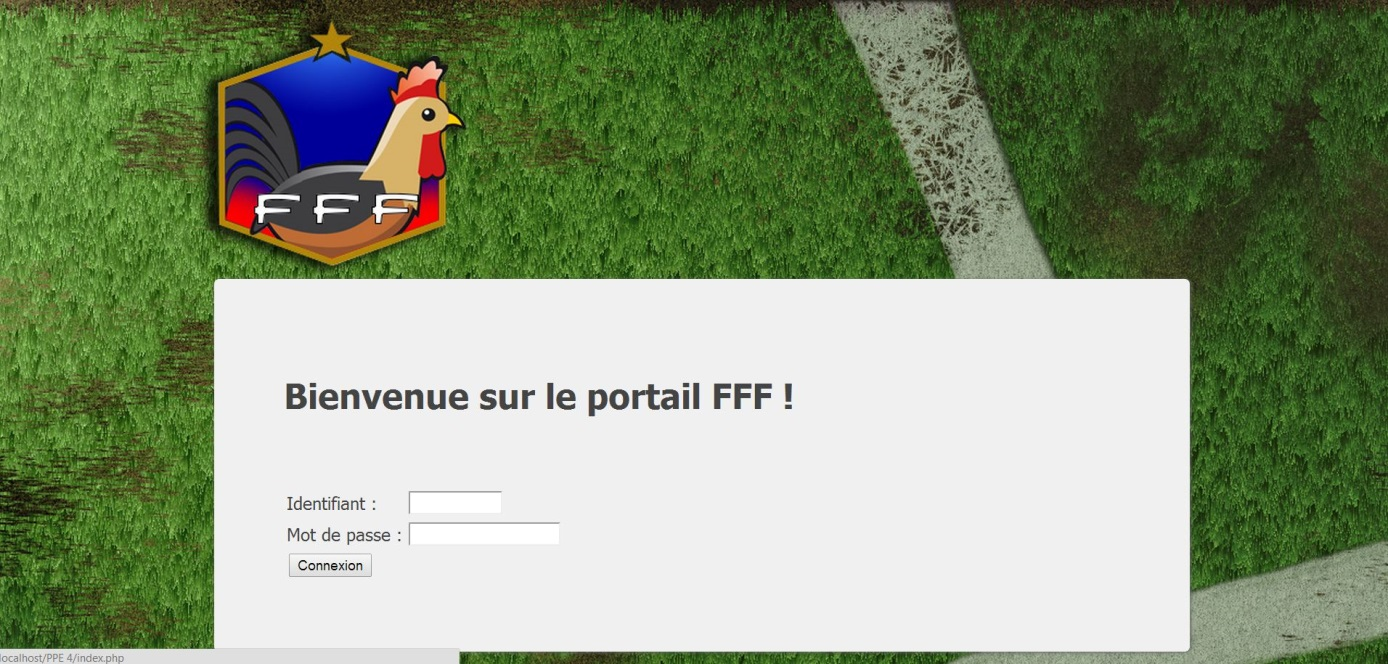 FFF
Bienvenue sur le portail FFF !
Identifiant :
Mot de passe :
Connexion
localhost/PPE 4/index.php